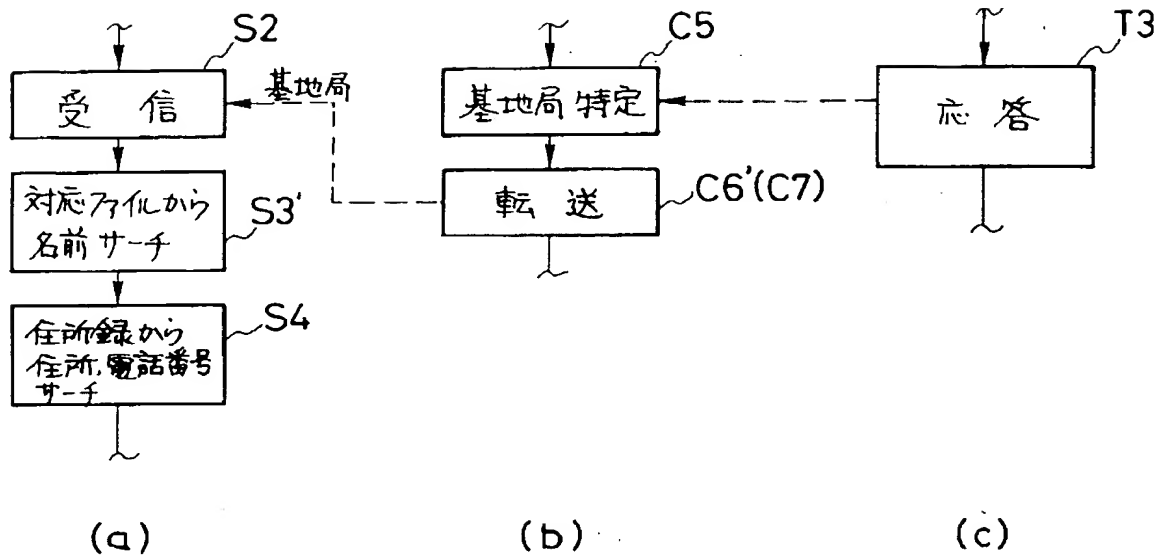 S2
受信
基地局
対応ファイルから
名前サーチ
S3'
住所録から
住所,電話番号
サーチ
S4
(a)
C5
基地局特定
転送
C6'(C7)
(b)
T3
応答
(c)